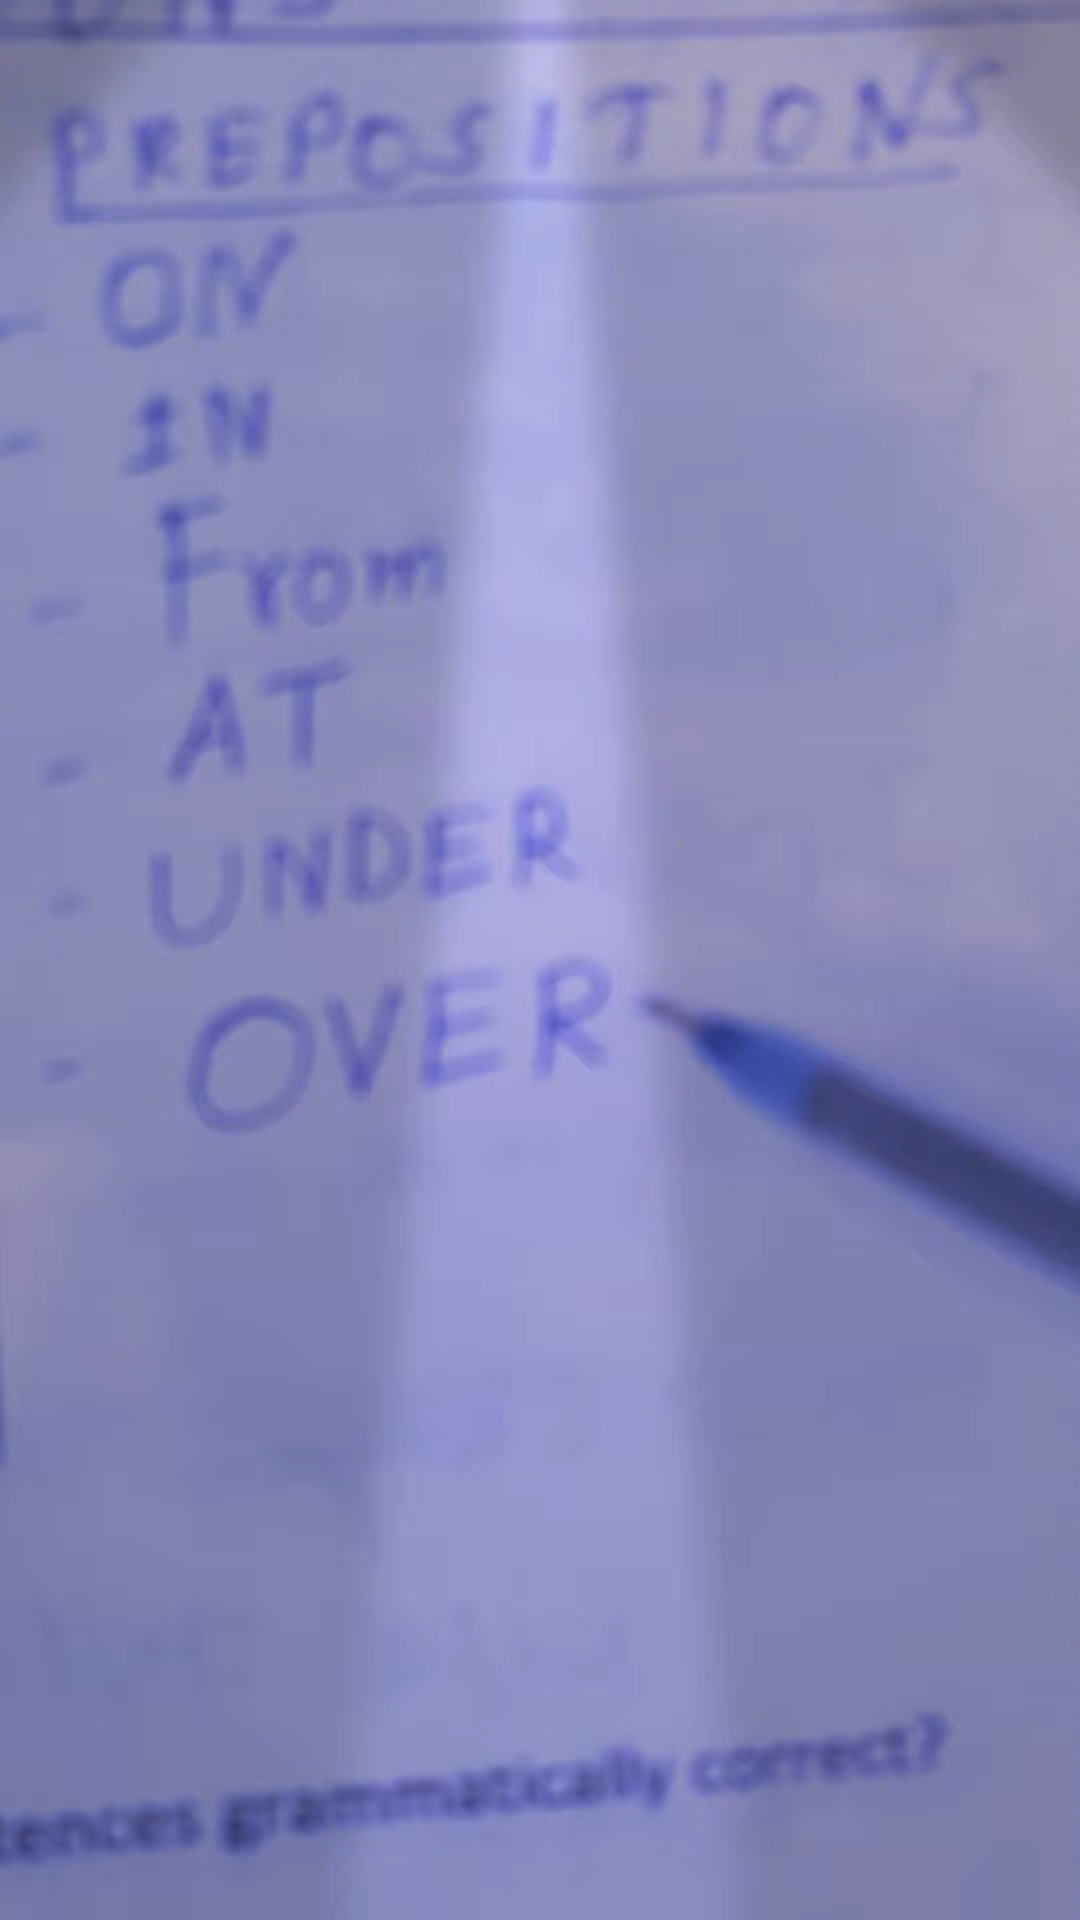 PREPOSITIONS
- ON
- IN
- From
- AT
- UNDER
- OVER
grammatically correct?